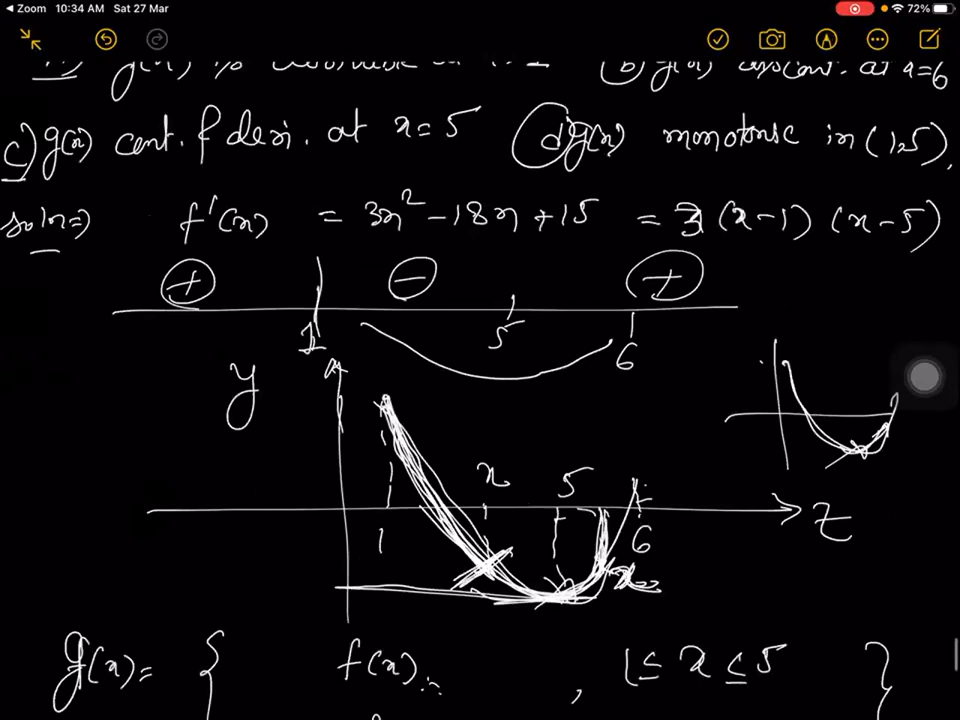 Zoom 10:34 AM Sat 27 Mar 72%
(b) g(x) at x=6
c) g(x) cont. f deri. at x = 5 (d) g(x) monotonic in (1,5),
soln⇒ f'(x) = 3x² - 18x + 15 = 3 (x-1) (x-5)
+ - +
1 5 6
y
x 5
1 6
z
g(x) = { f(x) , 1 ≤ x ≤ 5 }